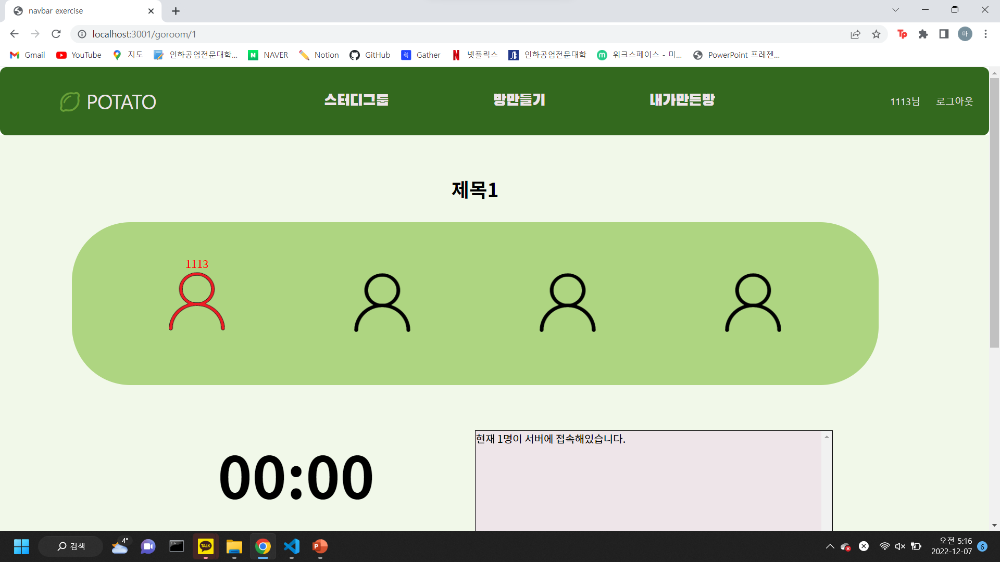 navbar exercise
localhost:3001/goroom/1
Tp
마
Gmail YouTube 지도 인하공업전문대학... NAVER Notion GitHub Gather 넷플릭스 인하공업전문대학 워크스페이스 - 미... PowerPoint 프레젠...
POTATO 스터디그룹 방만들기 내가만든방 1113님 로그아웃
제목1
1113
현재 1명이 서버에 접속해있습니다.
00:00
검색 4° TALK P
오전 5:16
2022-12-07
6